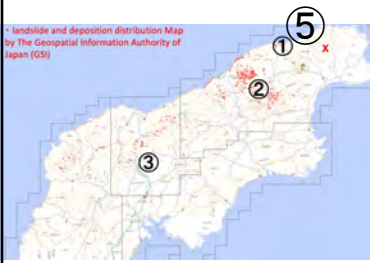 ・landslide and deposition distribution Map
by The Geospatial Information Authority of
Japan (GSI)
⑤
①
x
②
③